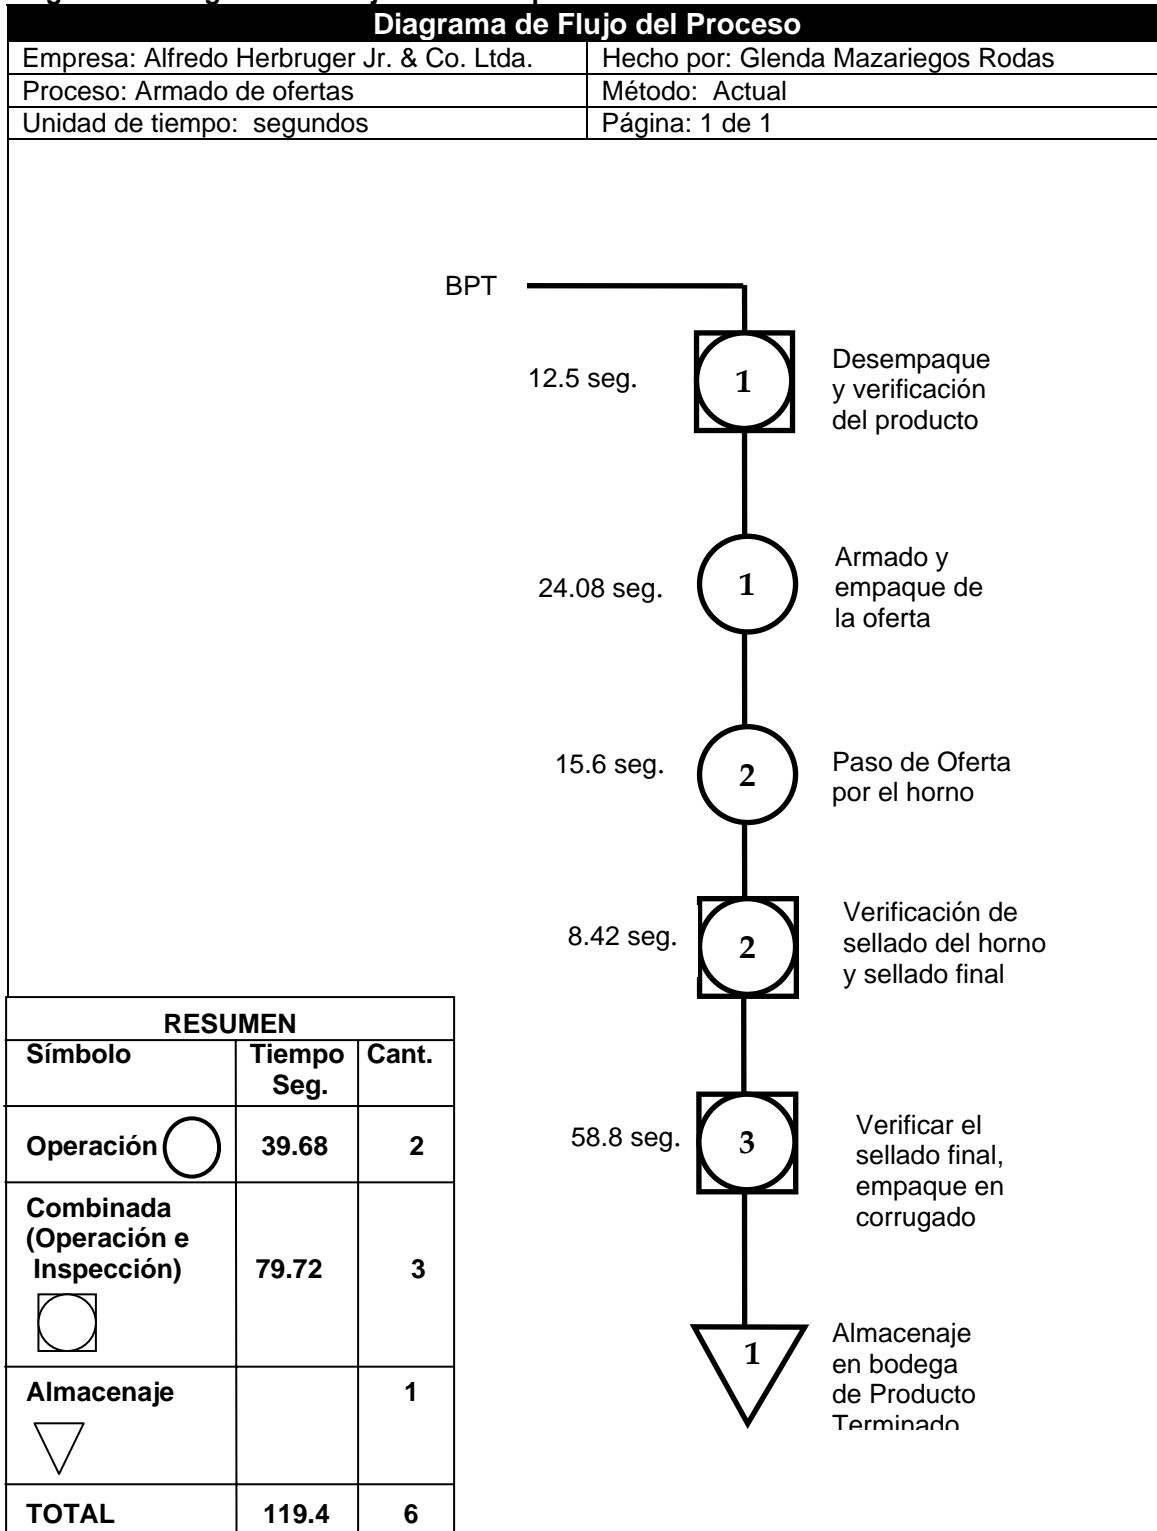 Diagrama de Flujo del Proceso
Empresa: Alfredo Herbruger Jr. & Co. Ltda.
Hecho por: Glenda Mazariegos Rodas
Proceso: Armado de ofertas
Método: Actual
Unidad de tiempo: segundos
Página: 1 de 1
BPT
12.5 seg.
1
Desempaque
y verificación
del producto
24.08 seg.
1
Armado y
empaque de
la oferta
15.6 seg.
2
Paso de Oferta
por el horno
8.42 seg.
2
Verificación de
sellado del horno
y sellado final
58.8 seg.
3
Verificar el
sellado final,
empaque en
corrugado
1
Almacenaje
en bodega
de Producto
Terminado
RESUMEN
Símbolo
Tiempo
Seg.
Cant.
Operación
39.68
2
Combinada
(Operación e
Inspección)
79.72
3
Almacenaje
1
TOTAL
119.4
6